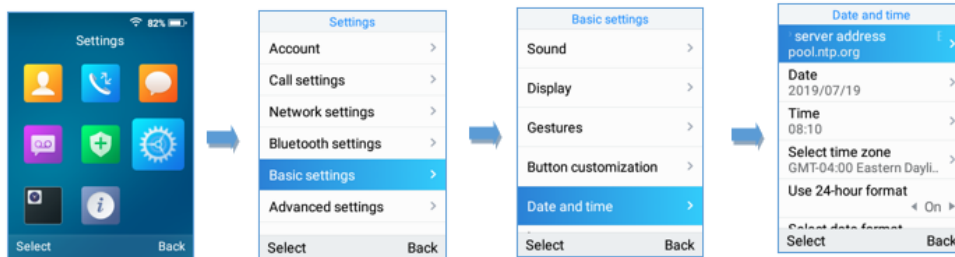 82%
Settings
Select Back
Settings
Account
Call settings
Network settings
Bluetooth settings
Basic settings
Advanced settings
Select Back
Basic settings
Sound
Display
Gestures
Button customization
Date and time
Select Back
Date and time
server address
pool.ntp.org
Date
2019/07/19
Time
08:10
Select time zone
GMT-04:00 Eastern Dayli..
Use 24-hour format
On
Select date format
Select Back